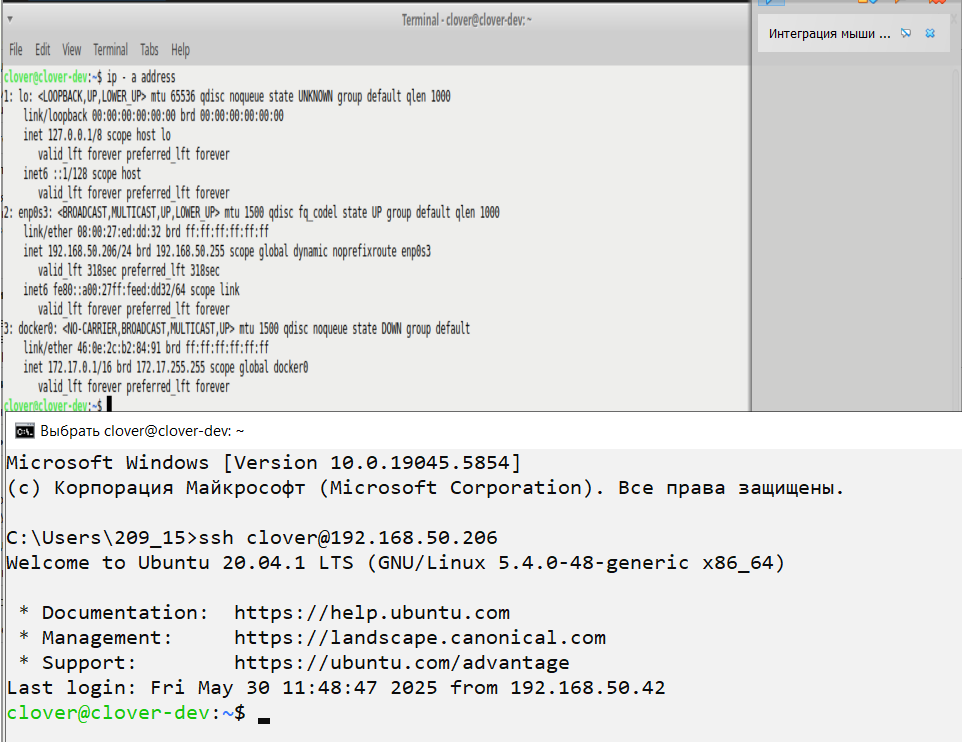 Terminal - clover@clover-dev: ~
Интеграция мыши ...
File Edit View Terminal Tabs Help
clover@clover-dev:~$ ip - a address
1: lo: <LOOPBACK,UP,LOWER_UP> mtu 65536 qdisc noqueue state UNKNOWN group default qlen 1000
link/loopback 00:00:00:00:00:00 brd 00:00:00:00:00:00
inet 127.0.0.1/8 scope host lo
valid_lft forever preferred_lft forever
inet6 ::1/128 scope host
valid_lft forever preferred_lft forever
2: enp0s3: <BROADCAST,MULTICAST,UP,LOWER_UP> mtu 1500 qdisc fq_codel state UP group default qlen 1000
link/ether 08:00:27:ed:dd:32 brd ff:ff:ff:ff:ff:ff
inet 192.168.50.206/24 brd 192.168.50.255 scope global dynamic noprefixroute enp0s3
valid_lft 318sec preferred_lft 318sec
inet6 fe80::a00:27ff:feed:dd32/64 scope link
valid_lft forever preferred_lft forever
3: docker0: <NO-CARRIER,BROADCAST,MULTICAST,UP> mtu 1500 qdisc noqueue state DOWN group default
link/ether 46:0e:2c:b2:84:91 brd ff:ff:ff:ff:ff:ff
inet 172.17.0.1/16 brd 172.17.255.255 scope global docker0
valid_lft forever preferred_lft forever
clover@clover-dev:~$
Выбрать clover@clover-dev: ~
Microsoft Windows [Version 10.0.19045.5854]
(c) Корпорация Майкрософт (Microsoft Corporation). Все права защищены.
C:\Users\209_15>ssh clover@192.168.50.206
Welcome to Ubuntu 20.04.1 LTS (GNU/Linux 5.4.0-48-generic x86_64)
* Documentation: https://help.ubuntu.com
* Management: https://landscape.canonical.com
* Support: https://ubuntu.com/advantage
Last login: Fri May 30 11:48:47 2025 from 192.168.50.42
clover@clover-dev:~$